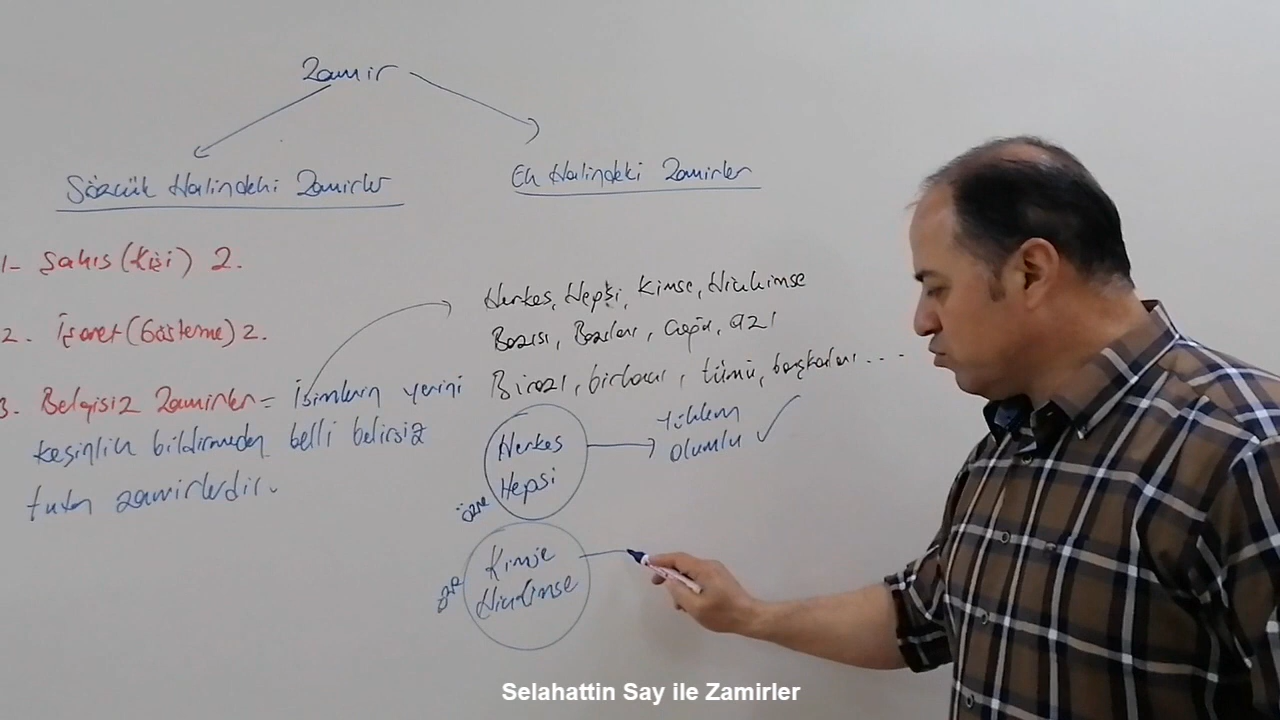 Zamir
Sözcük Halindeki Zamirler
Ek Halindeki Zamirler
1- Şahıs (Kişi) Z.
2. İşaret (Gösterme) Z.
3. Belgisiz Zamirler = İsimlerin yerini
kesinlik bildirmeden belli belirsiz
tutan zamirlerdir.
Herkes, Hepsi, Kimse, Hiçkimse
Bazısı, Bazıları, Çoğu, azı
Birazı, birkaçı, tümü, başkaları...
Herkes
Hepsi
özne
yüklem
olumlu ✓
Kimse
Hiçkimse
Selahattin Say ile Zamirler